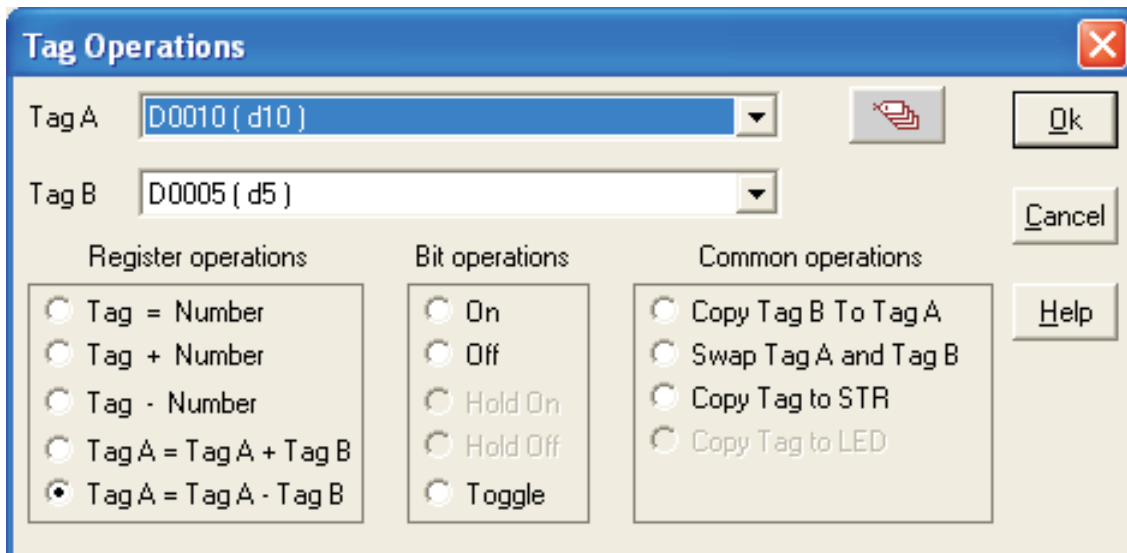 Tag Operations
Tag A
D0010 ( d10 )
Ok
Tag B
D0005 ( d5 )
Cancel
Register operations
Tag = Number
Tag + Number
Tag - Number
Tag A = Tag A + Tag B
Tag A = Tag A - Tag B
Bit operations
On
Off
Hold On
Hold Off
Toggle
Common operations
Copy Tag B To Tag A
Swap Tag A and Tag B
Copy Tag to STR
Copy Tag to LED
Help